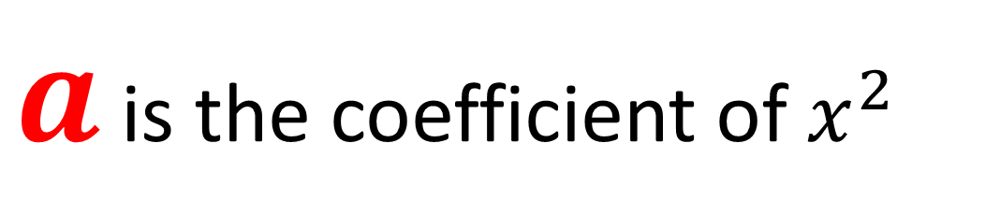 a is the coefficient of x²